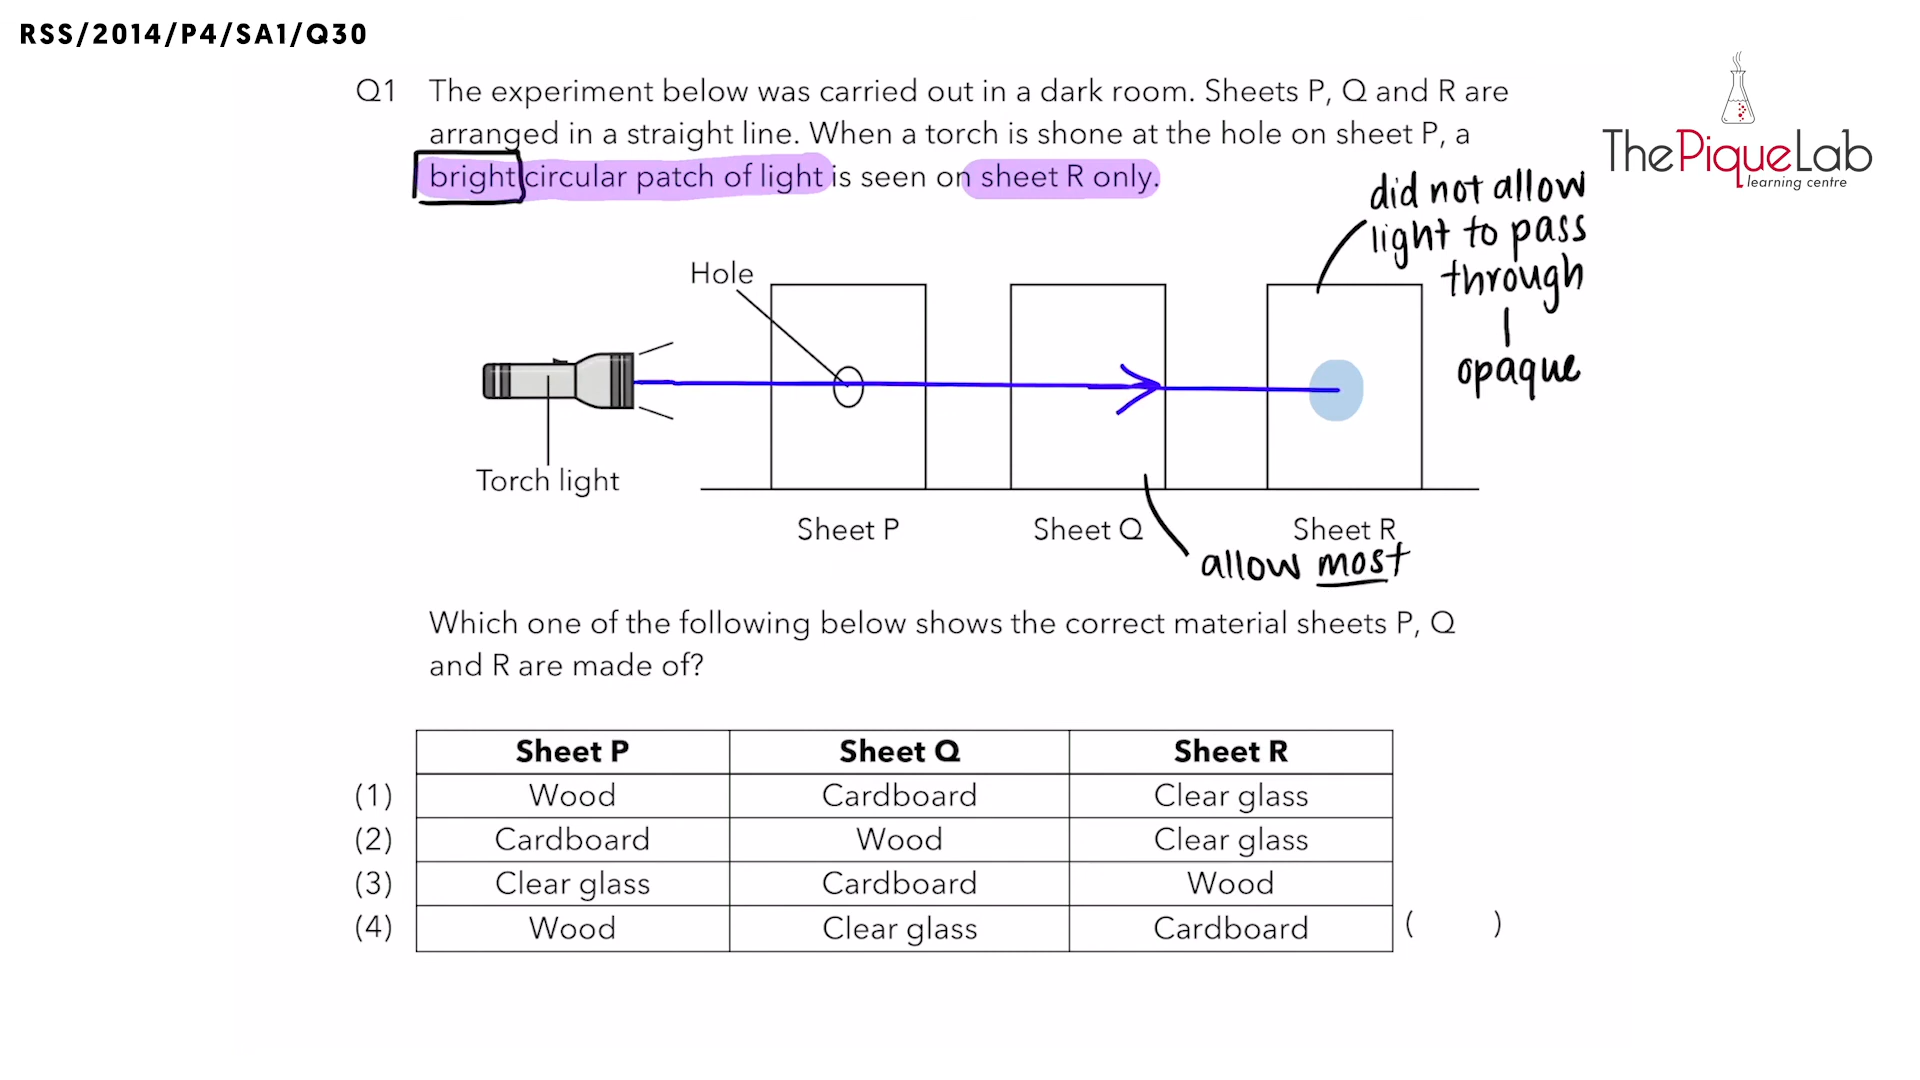 RSS/2014/P4/SA1/Q30
ThePiqueLab
learning centre
Q1 The experiment below was carried out in a dark room. Sheets P, Q and R are
arranged in a straight line. When a torch is shone at the hole on sheet P, a
bright circular patch of light is seen on sheet R only.
did not allow
light to pass
through
opaque
Hole
Torch light
Sheet P Sheet Q Sheet R
allow most
Which one of the following below shows the correct material sheets P, Q
and R are made of?
Sheet P Sheet Q Sheet R
(1) Wood Cardboard Clear glass
(2) Cardboard Wood Clear glass
(3) Clear glass Cardboard Wood
(4) Wood Clear glass Cardboard ( )